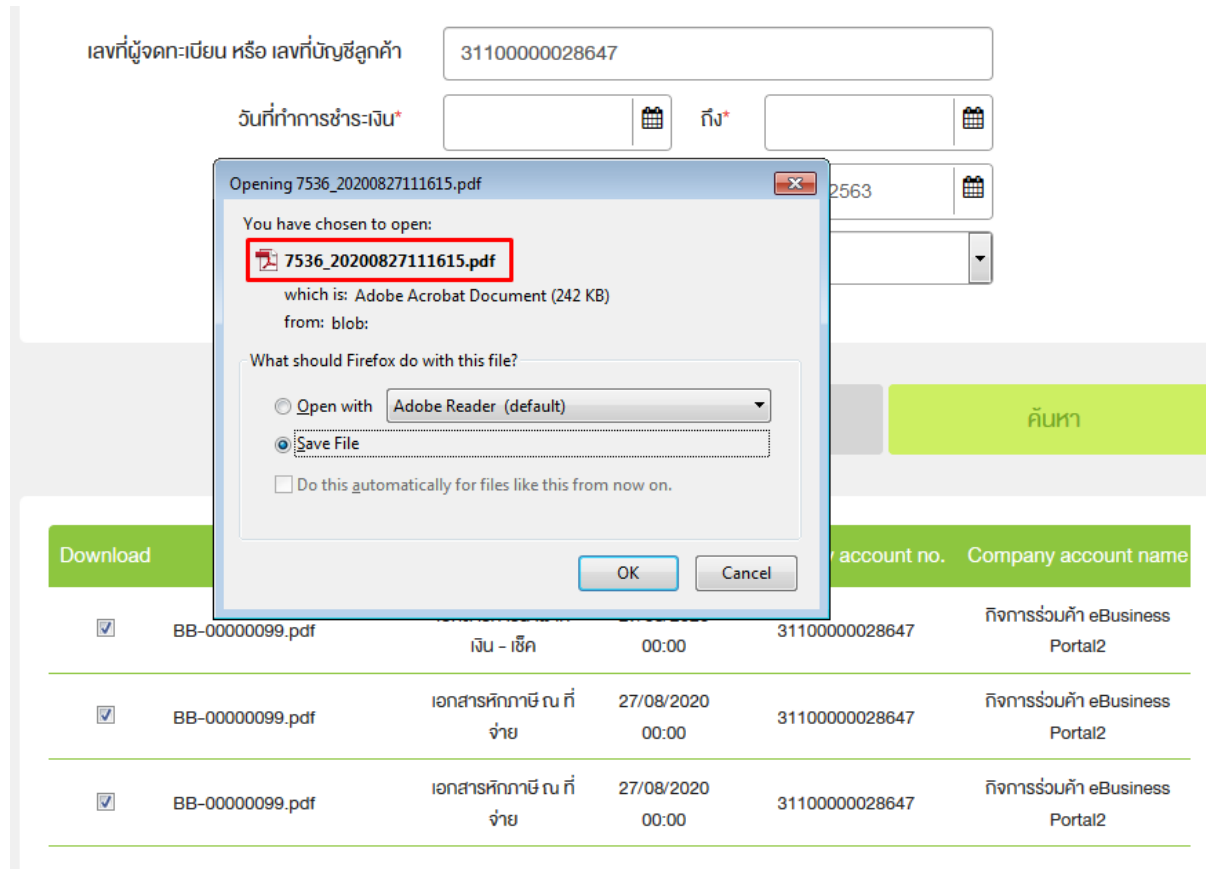 เลขที่ผู้จดทะเบียน หรือ เลขที่บัญชีลูกค้า 31100000028647
วันที่ทำการชำระเงิน* ถึง*
Opening 7536_20200827111615.pdf
2563
You have chosen to open:
7536_20200827111615.pdf
which is: Adobe Acrobat Document (242 KB)
from: blob:
What should Firefox do with this file?
Open with Adobe Reader (default)
ค้นหา
Save File
Do this automatically for files like this from now on.
OK Cancel
Download account no. Company account name
BB-00000099.pdf 31100000028647 กิจการร่วมค้า eBusiness
เงิน - เช็ค 00:00 Portal2
เอกสารหักภาษี ณ ที่ 27/08/2020 กิจการร่วมค้า eBusiness
BB-00000099.pdf 31100000028647
จ่าย 00:00 Portal2
เอกสารหักภาษี ณ ที่ 27/08/2020 กิจการร่วมค้า eBusiness
BB-00000099.pdf 31100000028647
จ่าย 00:00 Portal2